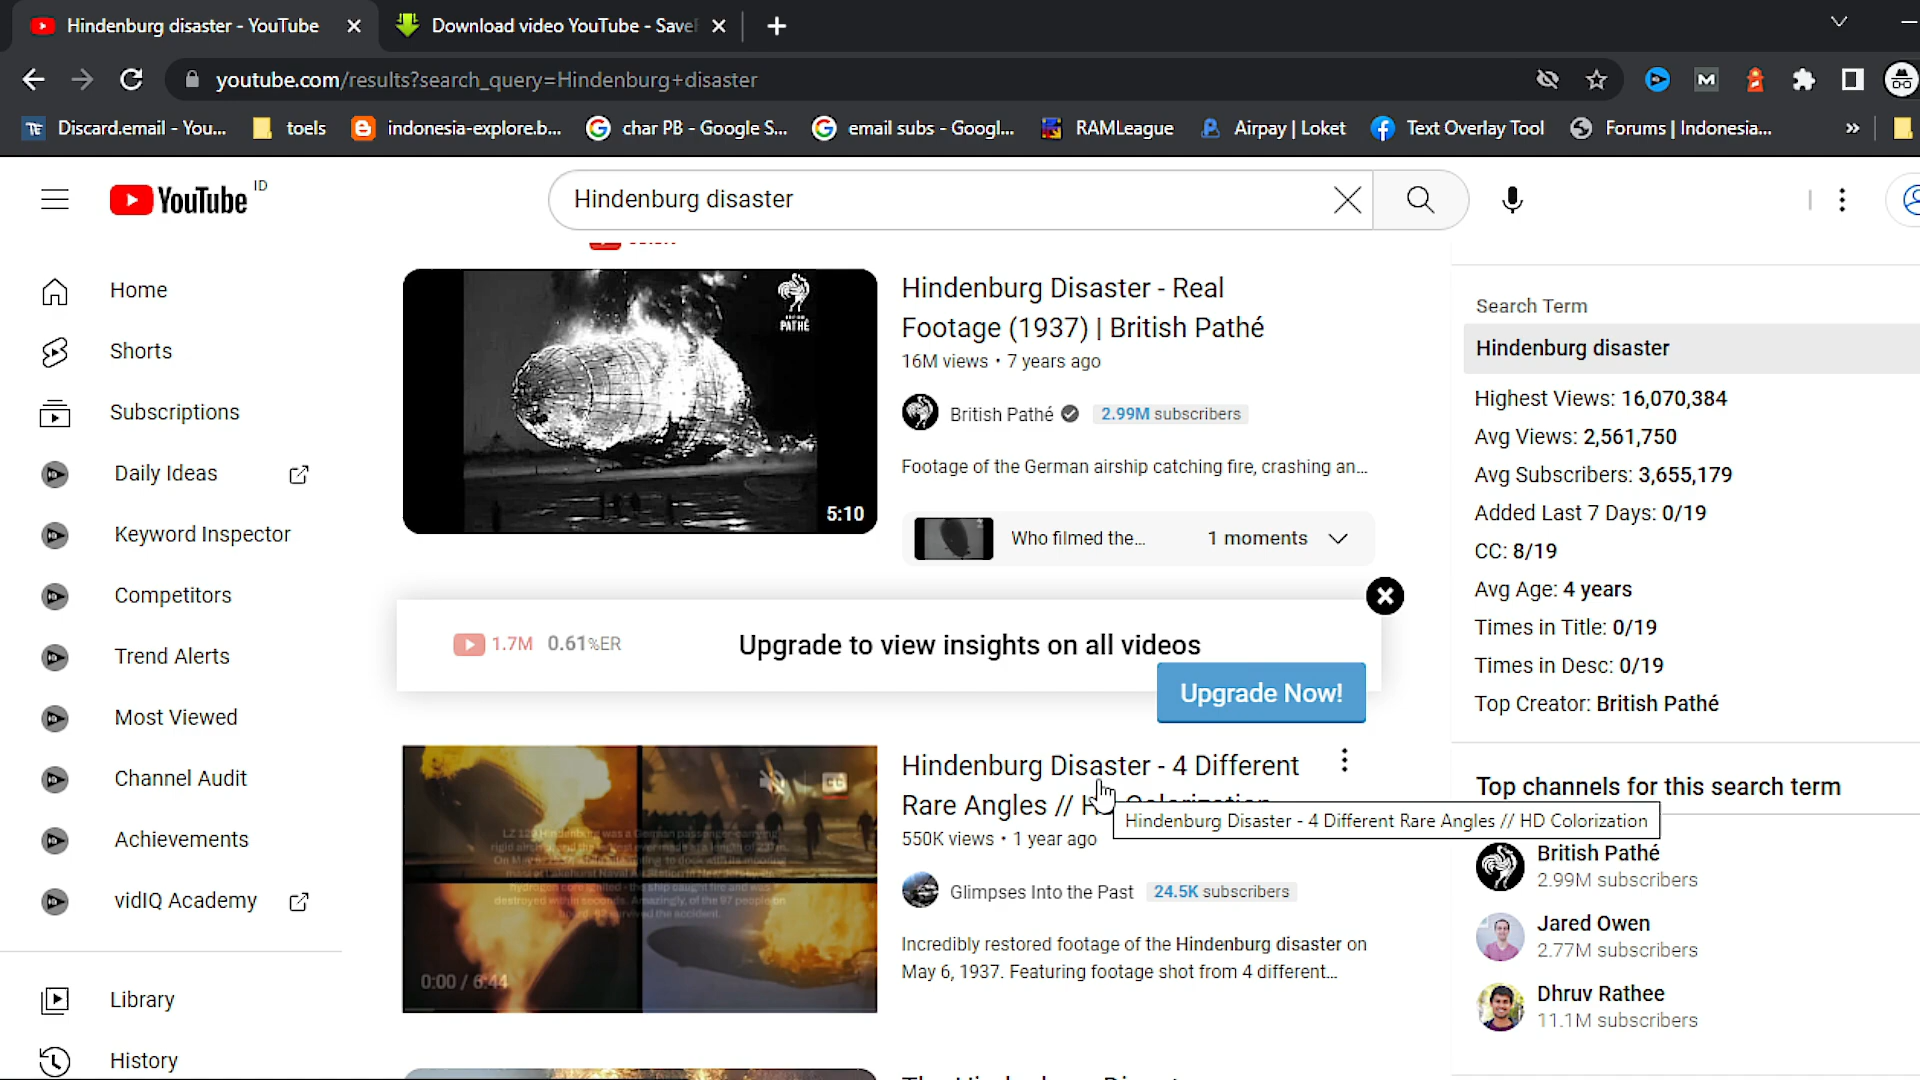 Hindenburg disaster - YouTube
Download video YouTube - Save
youtube.com/results?search_query=Hindenburg+disaster
Discard.email - You...
toels
indonesia-explore.b...
char PB - Google S...
email subs - Googl...
RAMLeague
Airpay | Loket
Text Overlay Tool
Forums | Indonesia...
YouTube ID
Hindenburg disaster
Home
Shorts
Subscriptions
Daily Ideas
Keyword Inspector
Competitors
Trend Alerts
Most Viewed
Channel Audit
Achievements
vidIQ Academy
Library
History
PATHÉ
5:10
Hindenburg Disaster - Real
Footage (1937) | British Pathé
16M views • 7 years ago
British Pathé
2.99M subscribers
Footage of the German airship catching fire, crashing an...
Who filmed the...
1 moments
1.7M 0.61%ER
Upgrade to view insights on all videos
Upgrade Now!
0:00 / 6:44
Hindenburg Disaster - 4 Different
Rare Angles // HD Colorization
Hindenburg Disaster - 4 Different Rare Angles // HD Colorization
550K views • 1 year ago
Glimpses Into the Past
24.5K subscribers
Incredibly restored footage of the Hindenburg disaster on
May 6, 1937. Featuring footage shot from 4 different...
Search Term
Hindenburg disaster
Highest Views: 16,070,384
Avg Views: 2,561,750
Avg Subscribers: 3,655,179
Added Last 7 Days: 0/19
CC: 8/19
Avg Age: 4 years
Times in Title: 0/19
Times in Desc: 0/19
Top Creator: British Pathé
Top channels for this search term
British Pathé
2.99M subscribers
Jared Owen
2.77M subscribers
Dhruv Rathee
11.1M subscribers